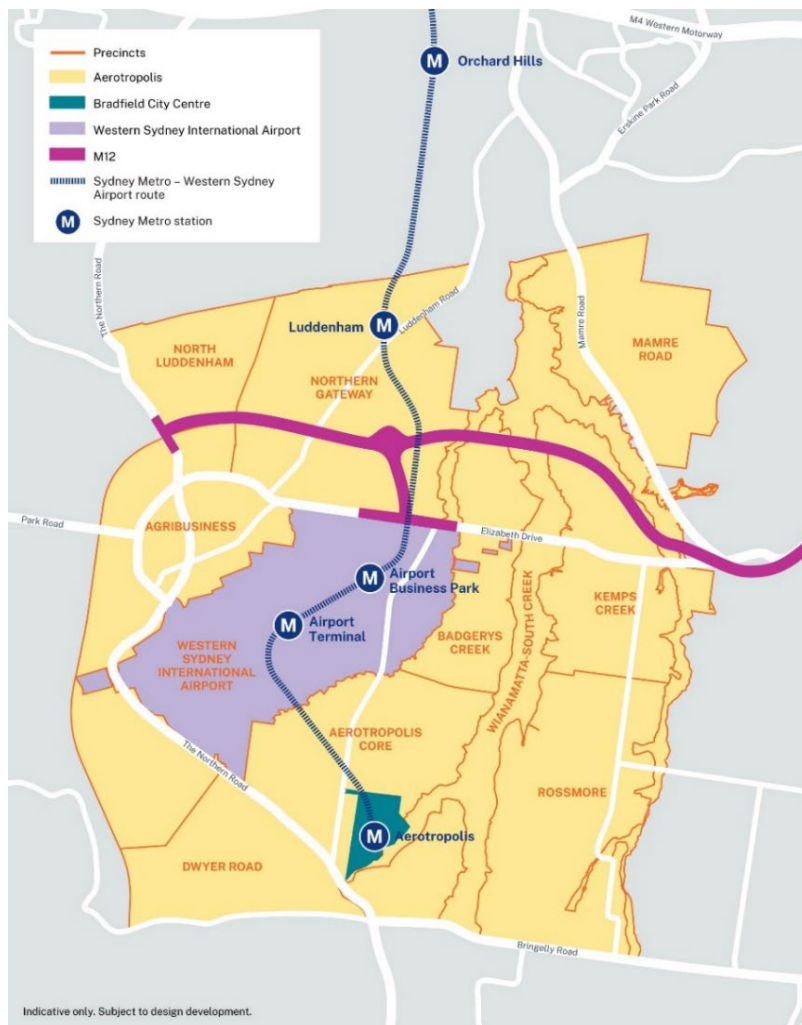 M4 Western Motorway
Precincts
Aerotropolis
Bradfield City Centre
Western Sydney International Airport
M12
Sydney Metro – Western Sydney
Airport route
M
Sydney Metro station
M
Orchard Hills
Erskine Park Road
The Northern Road
Luddenham
M
Luddenham Road
Mamre Road
MAMRE
ROAD
NORTH
LUDDENHAM
NORTHERN
GATEWAY
Park Road
AGRIBUSINESS
Elizabeth Drive
M
Airport
Business Park
M
Airport
Terminal
KEMPS
CREEK
BADGERYS
CREEK
WIANAMATTA-SOUTH CREEK
WESTERN
SYDNEY
INTERNATIONAL
AIRPORT
AEROTROPOLIS
CORE
The Northern Road
ROSSMORE
M
Aerotropolis
DWYER ROAD
Bringelly Road
Indicative only. Subject to design development.